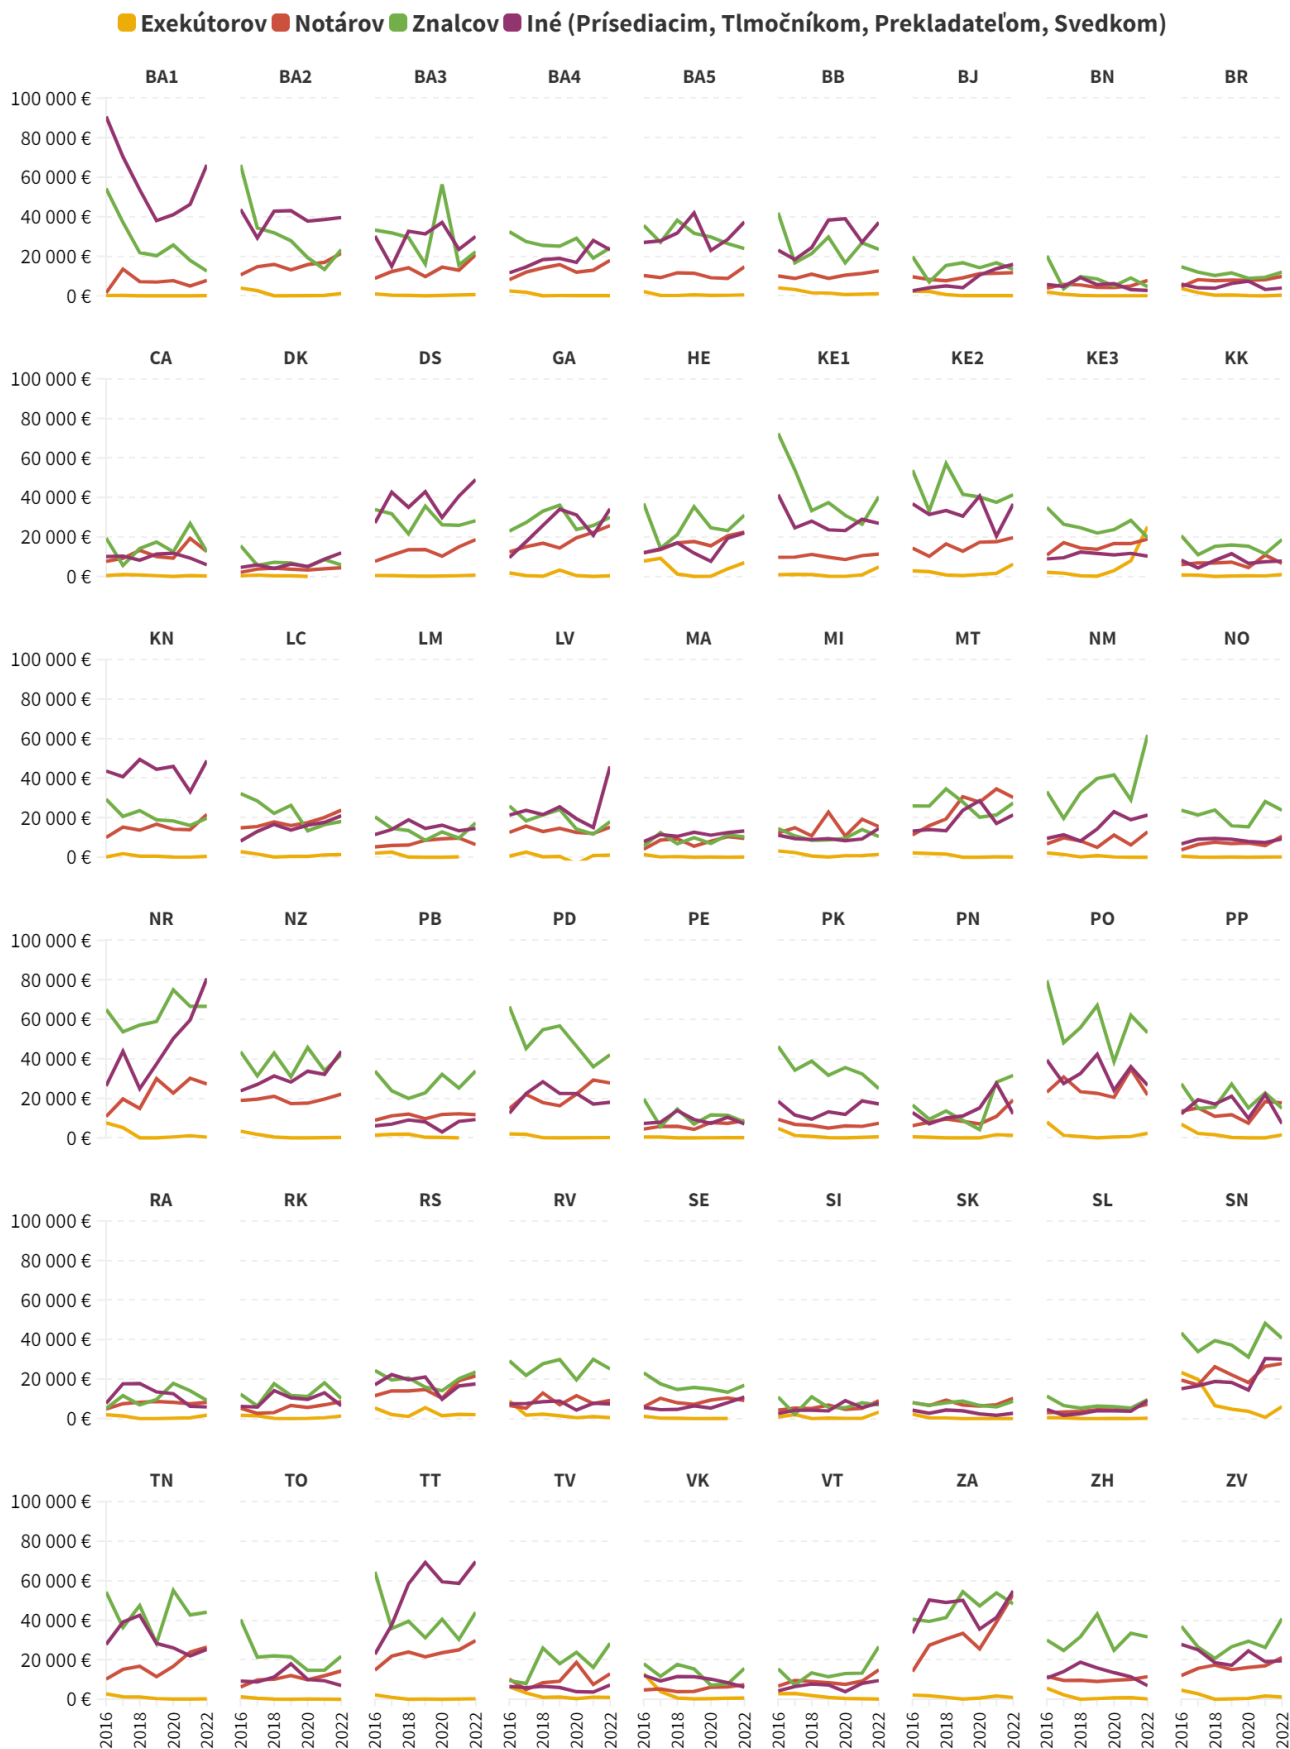 Exekútorov Notárov Znalcov Iné (Prísediacim, Tlmočníkom, Prekladateľom, Svedkom)
BA1 BA2 BA3 BA4 BA5 BB BJ BN BR
100 000 €
80 000 €
60 000 €
40 000 €
20 000 €
0 €
CA DK DS GA HE KE1 KE2 KE3 KK
100 000 €
80 000 €
60 000 €
40 000 €
20 000 €
0 €
KN LC LM LV MA MI MT NM NO
100 000 €
80 000 €
60 000 €
40 000 €
20 000 €
0 €
NR NZ PB PD PE PK PN PO PP
100 000 €
80 000 €
60 000 €
40 000 €
20 000 €
0 €
RA RK RS RV SE SI SK SL SN
100 000 €
80 000 €
60 000 €
40 000 €
20 000 €
0 €
TN TO TT TV VK VT ZA ZH ZV
100 000 €
80 000 €
60 000 €
40 000 €
20 000 €
0 €
2016 2018 2020 2022 2016 2018 2020 2022 2016 2018 2020 2022 2016 2018 2020 2022 2016 2018 2020 2022 2016 2018 2020 2022 2016 2018 2020 2022 2016 2018 2020 2022 2016 2018 2020 2022